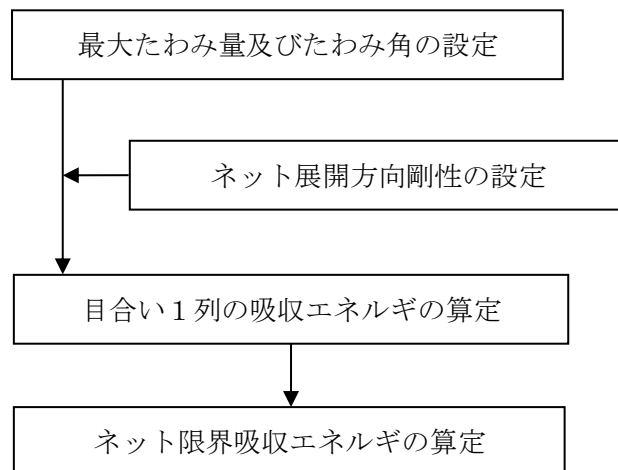 最大たわみ量及びたわみ角の設定
ネット展開方向剛性の設定
目合い１列の吸収エネルギの算定
ネット限界吸収エネルギの算定